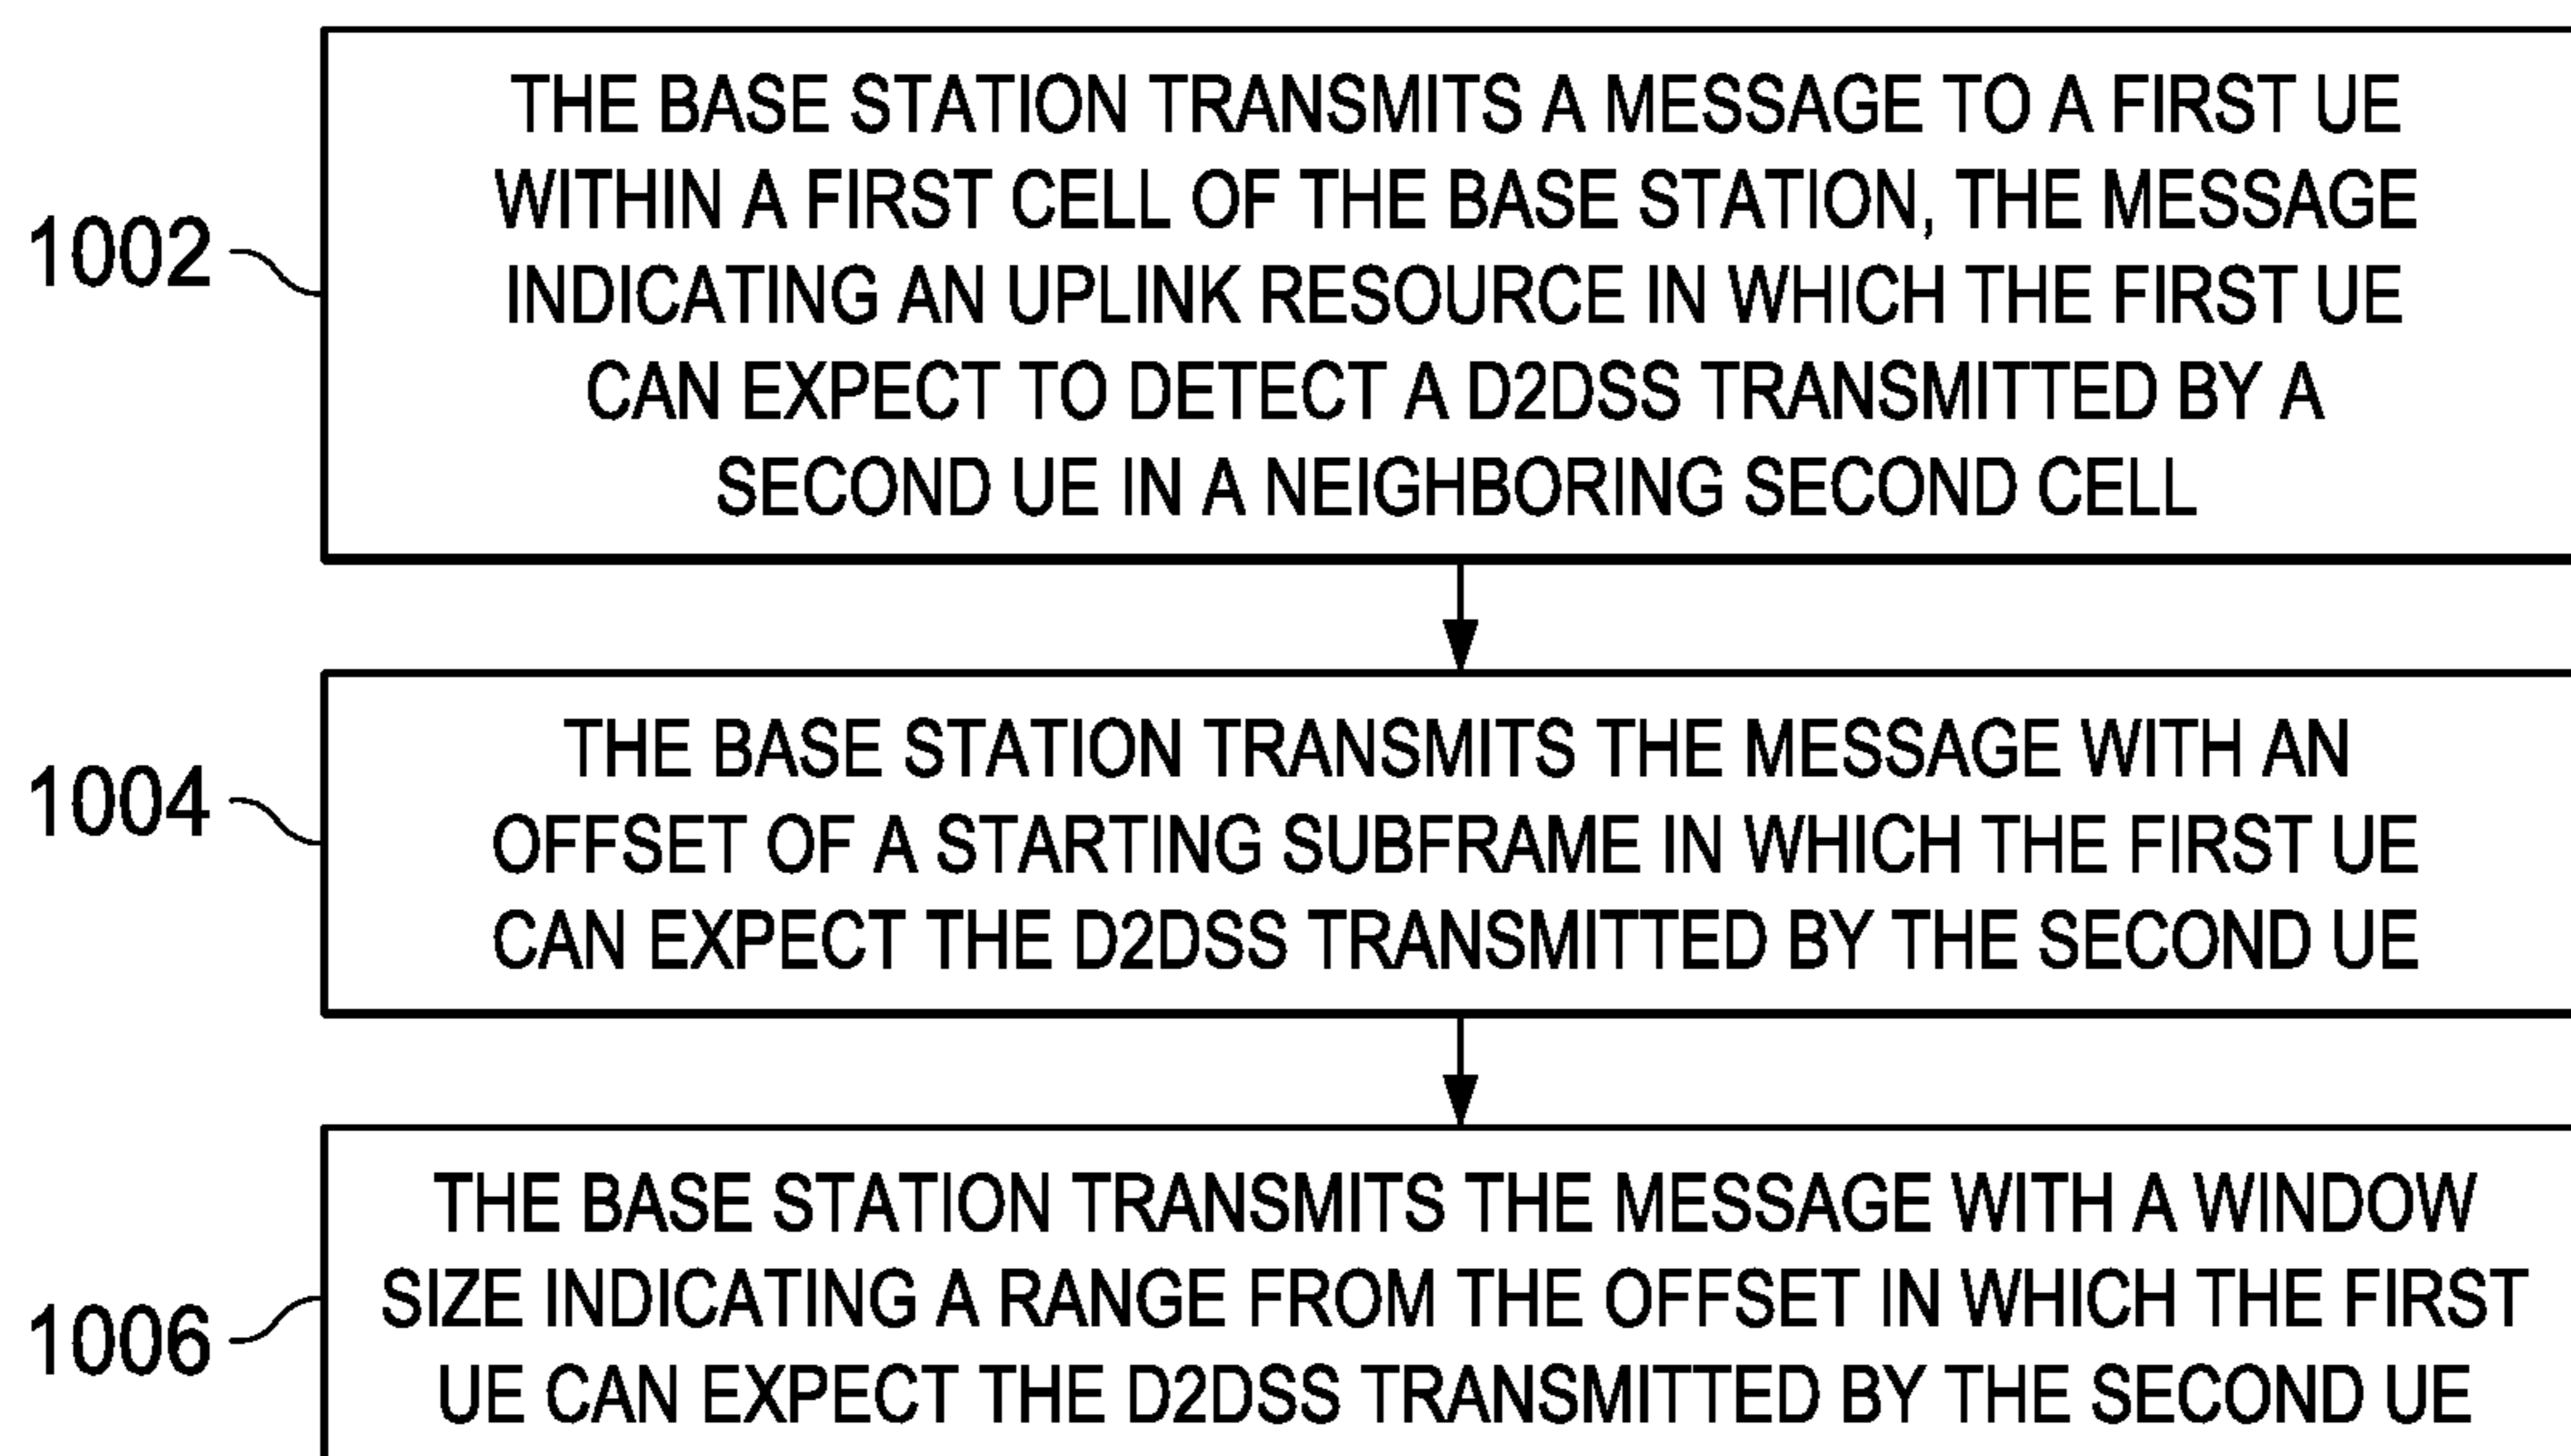 THE BASE STATION TRANSMITS A MESSAGE TO A FIRST UE
WITHIN A FIRST CELL OF THE BASE STATION, THE MESSAGE
1002
INDICATING AN UPLINK RESOURCE IN WHICH THE FIRST UE
CAN EXPECT TO DETECT A D2DSS TRANSMITTED BY A
SECOND UE IN A NEIGHBORING SECOND CELL
THE BASE STATION TRANSMITS THE MESSAGE WITH AN
1004
OFFSET OF A STARTING SUBFRAME IN WHICH THE FIRST UE
CAN EXPECT THE D2DSS TRANSMITTED BY THE SECOND UE
THE BASE STATION TRANSMITS THE MESSAGE WITH A WINDOW
SIZE INDICATING A RANGE FROM THE OFFSET IN WHICH THE FIRST
1006
UE CAN EXPECT THE D2DSS TRANSMITTED BY THE SECOND UE